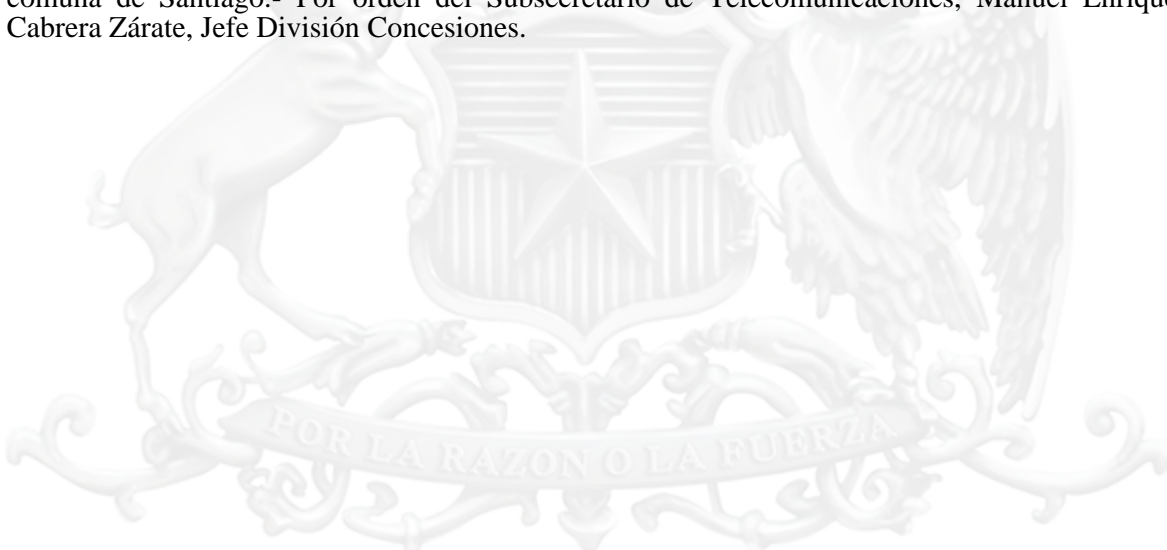 comuna de Santiago.- Por orden del Subsecretario de Telecomunicaciones, Manuel Enrique
Cabrera Zárate, Jefe División Concesiones.
POR LA RAZON O LA FUERZA